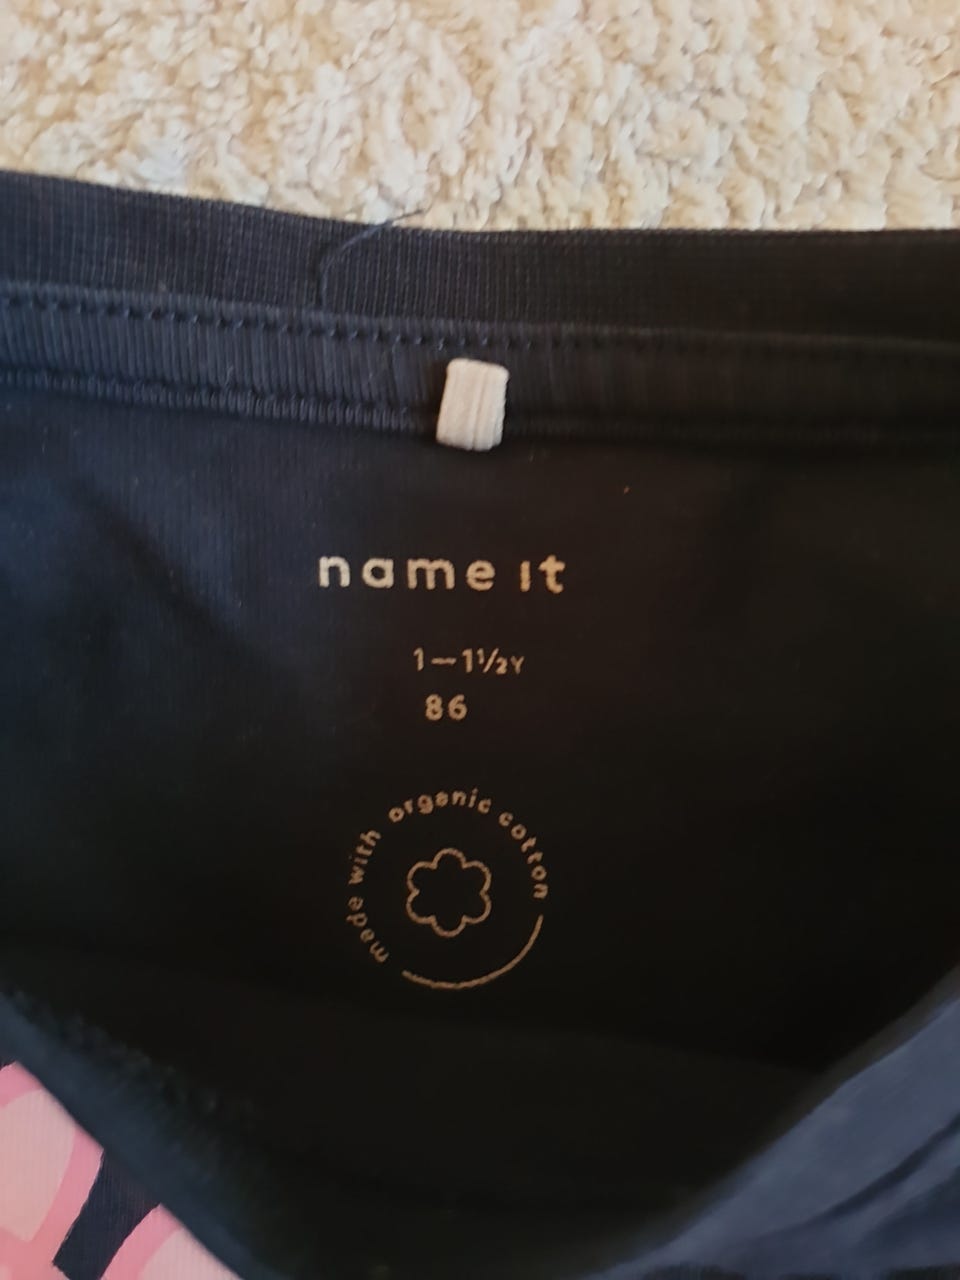 name it
1—1½Y
86
made with organic cotton